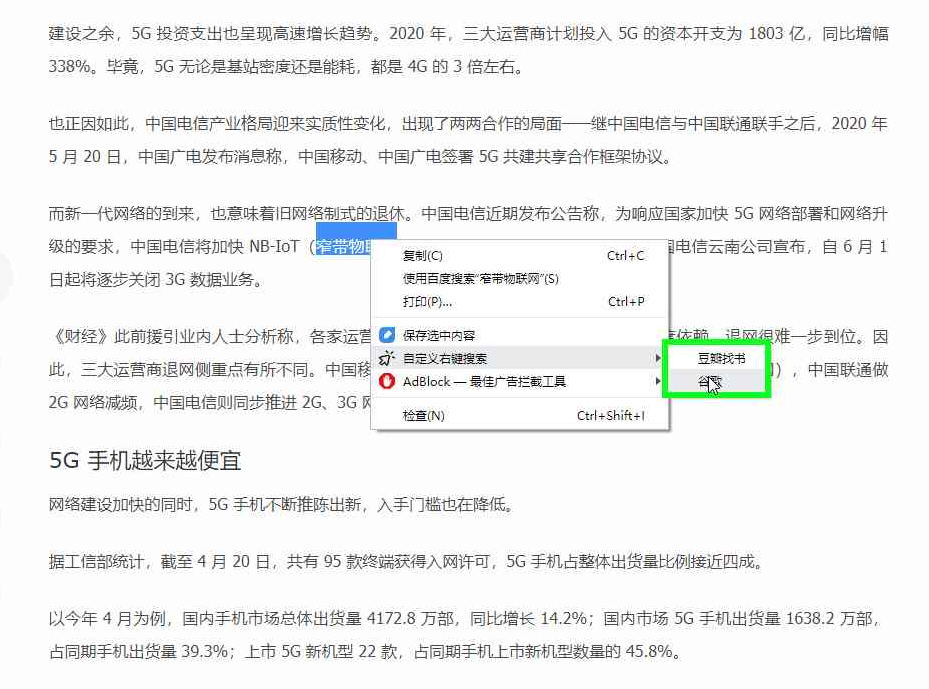 建设之余，5G 投资支出也呈现高速增长趋势。2020 年，三大运营商计划投入 5G 的资本开支为 1803 亿，同比增幅
338%。毕竟，5G 无论是基站密度还是能耗，都是 4G 的 3 倍左右。
也正因如此，中国电信产业格局迎来实质性变化，出现了两两合作的局面——继中国电信与中国联通联手之后，2020 年
5 月 20 日，中国广电发布消息称，中国移动、中国广电签署 5G 共建共享合作框架协议。
而新一代网络的到来，也意味着旧网络制式的退休。中国电信近期发布公告称，为响应国家加快 5G 网络部署和网络升
级的要求，中国电信将加快 NB-IoT（窄带物联 国电信云南公司宣布，自 6 月 1
日起将逐步关闭 3G 数据业务。
复制(C) Ctrl+C
使用百度搜索“窄带物联网”(S)
打印(P)... Ctrl+P
保存选中内容
自定义右键搜索
AdBlock — 最佳广告拦截工具
检查(N) Ctrl+Shift+I
豆瓣找书
谷歌
《财经》此前援引业内人士分析称，各家运营 依赖，退网很难一步到位。因
此，三大运营商退网侧重点有所不同。中国移 ），中国联通做
2G 网络减频，中国电信则同步推进 2G、3G 网
5G 手机越来越便宜
网络建设加快的同时，5G 手机不断推陈出新，入手门槛也在降低。
据工信部统计，截至 4 月 20 日，共有 95 款终端获得入网许可，5G 手机占整体出货量比例接近四成。
以今年 4 月为例，国内手机市场总体出货量 4172.8 万部，同比增长 14.2%；国内市场 5G 手机出货量 1638.2 万部，
占同期手机出货量 39.3%；上市 5G 新机型 22 款，占同期手机上市新机型数量的 45.8%。